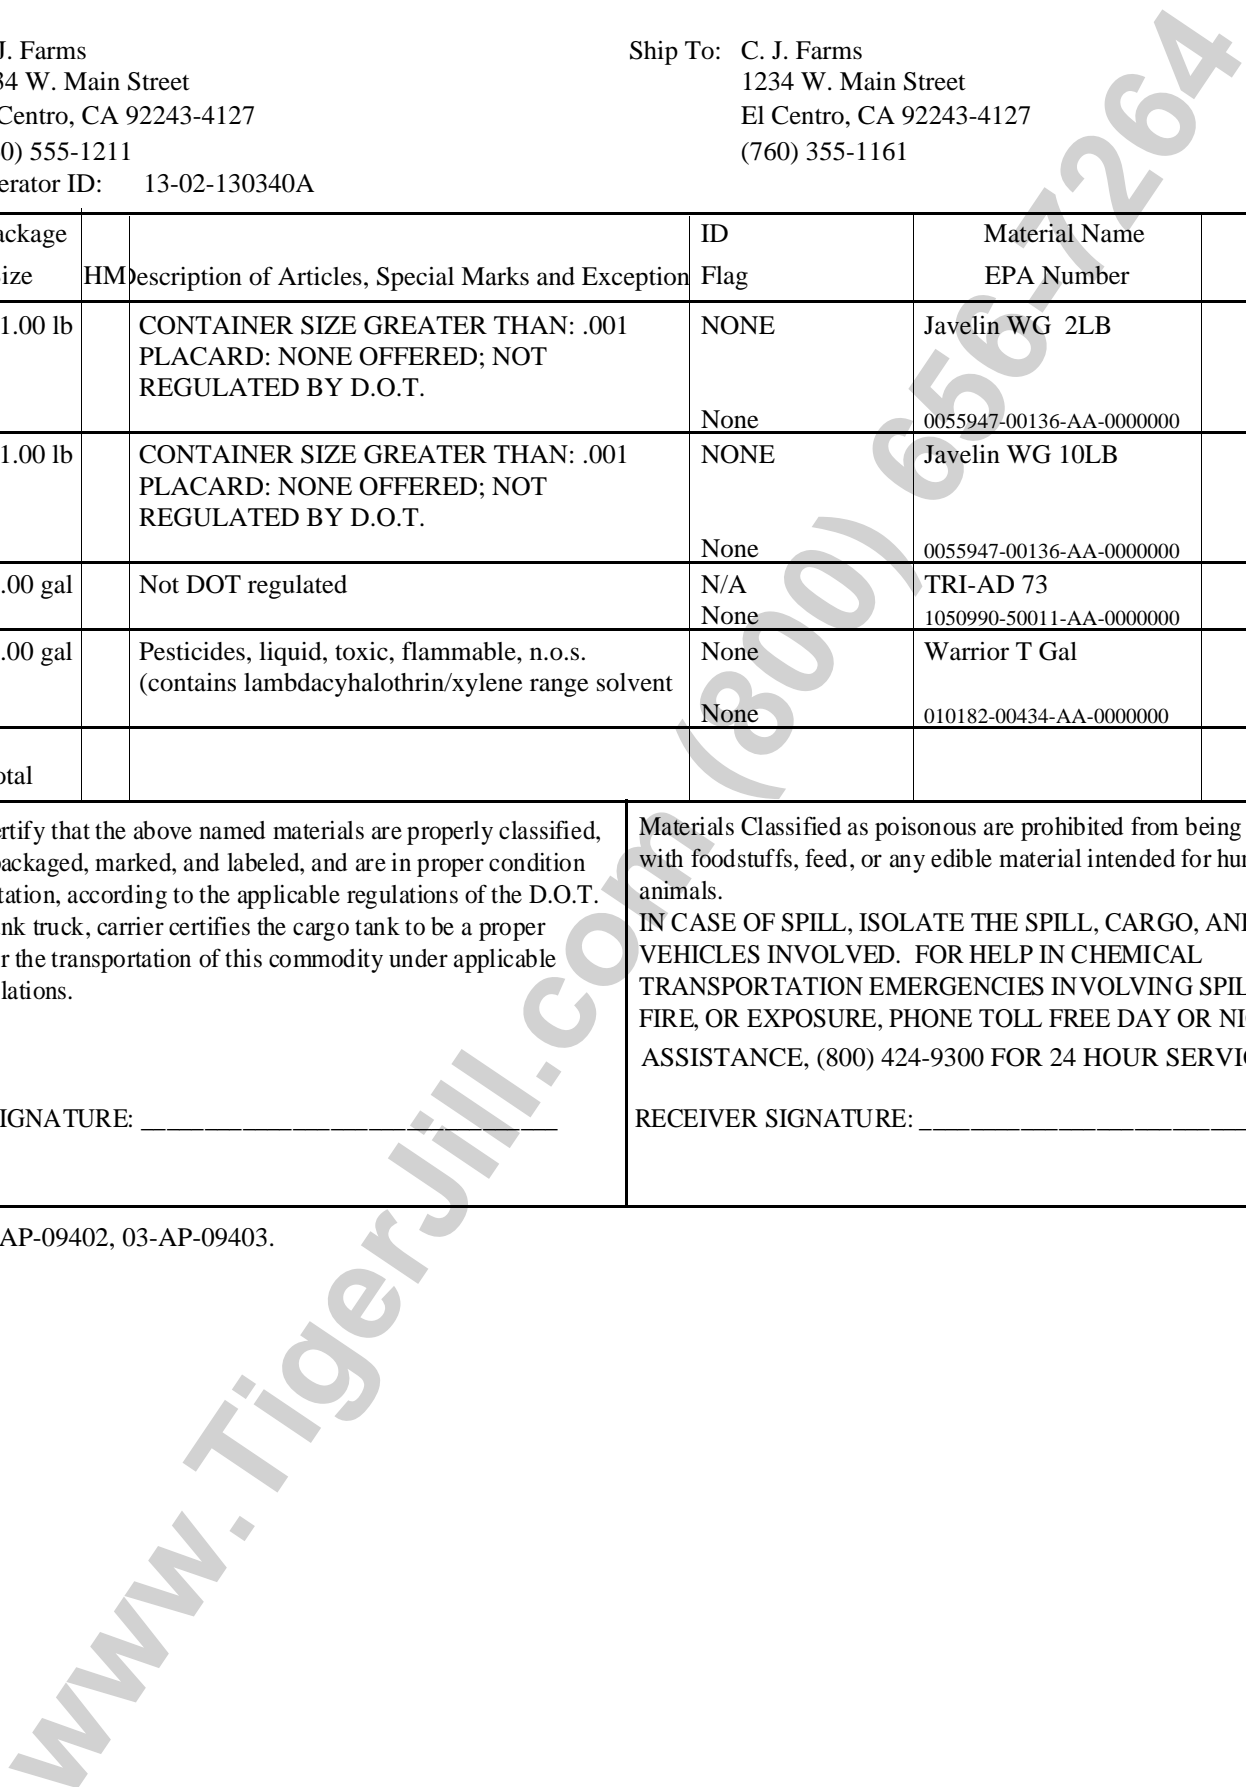 J. Farms
34 W. Main Street
Centro, CA 92243-4127
0) 555-1211
erator ID: 13-02-130340A
Ship To: C. J. Farms
1234 W. Main Street
El Centro, CA 92243-4127
(760) 355-1161
ackage ID Material Name
ize HM Description of Articles, Special Marks and Exception Flag EPA Number
1.00 lb CONTAINER SIZE GREATER THAN: .001 NONE Javelin WG 2LB
PLACARD: NONE OFFERED; NOT
REGULATED BY D.O.T.
None 0055947-00136-AA-0000000
1.00 lb CONTAINER SIZE GREATER THAN: .001 NONE Javelin WG 10LB
PLACARD: NONE OFFERED; NOT
REGULATED BY D.O.T.
None 0055947-00136-AA-0000000
.00 gal Not DOT regulated N/A TRI-AD 73
None 1050990-50011-AA-0000000
.00 gal Pesticides, liquid, toxic, flammable, n.o.s. None Warrior T Gal
(contains lambdacyhalothrin/xylene range solvent
None 010182-00434-AA-0000000
otal
ertify that the above named materials are properly classified,
ackaged, marked, and labeled, and are in proper condition
tation, according to the applicable regulations of the D.O.T.
nk truck, carrier certifies the cargo tank to be a proper
r the transportation of this commodity under applicable
lations.
IGNATURE: _________________________________
Materials Classified as poisonous are prohibited from being
with foodstuffs, feed, or any edible material intended for hu
animals.
IN CASE OF SPILL, ISOLATE THE SPILL, CARGO, AN
VEHICLES INVOLVED. FOR HELP IN CHEMICAL
TRANSPORTATION EMERGENCIES INVOLVING SPIL
FIRE, OR EXPOSURE, PHONE TOLL FREE DAY OR NI
ASSISTANCE, (800) 424-9300 FOR 24 HOUR SERVI
RECEIVER SIGNATURE: __________________________
AP-09402, 03-AP-09403.
www.TigerJill.com (800) 656-7264